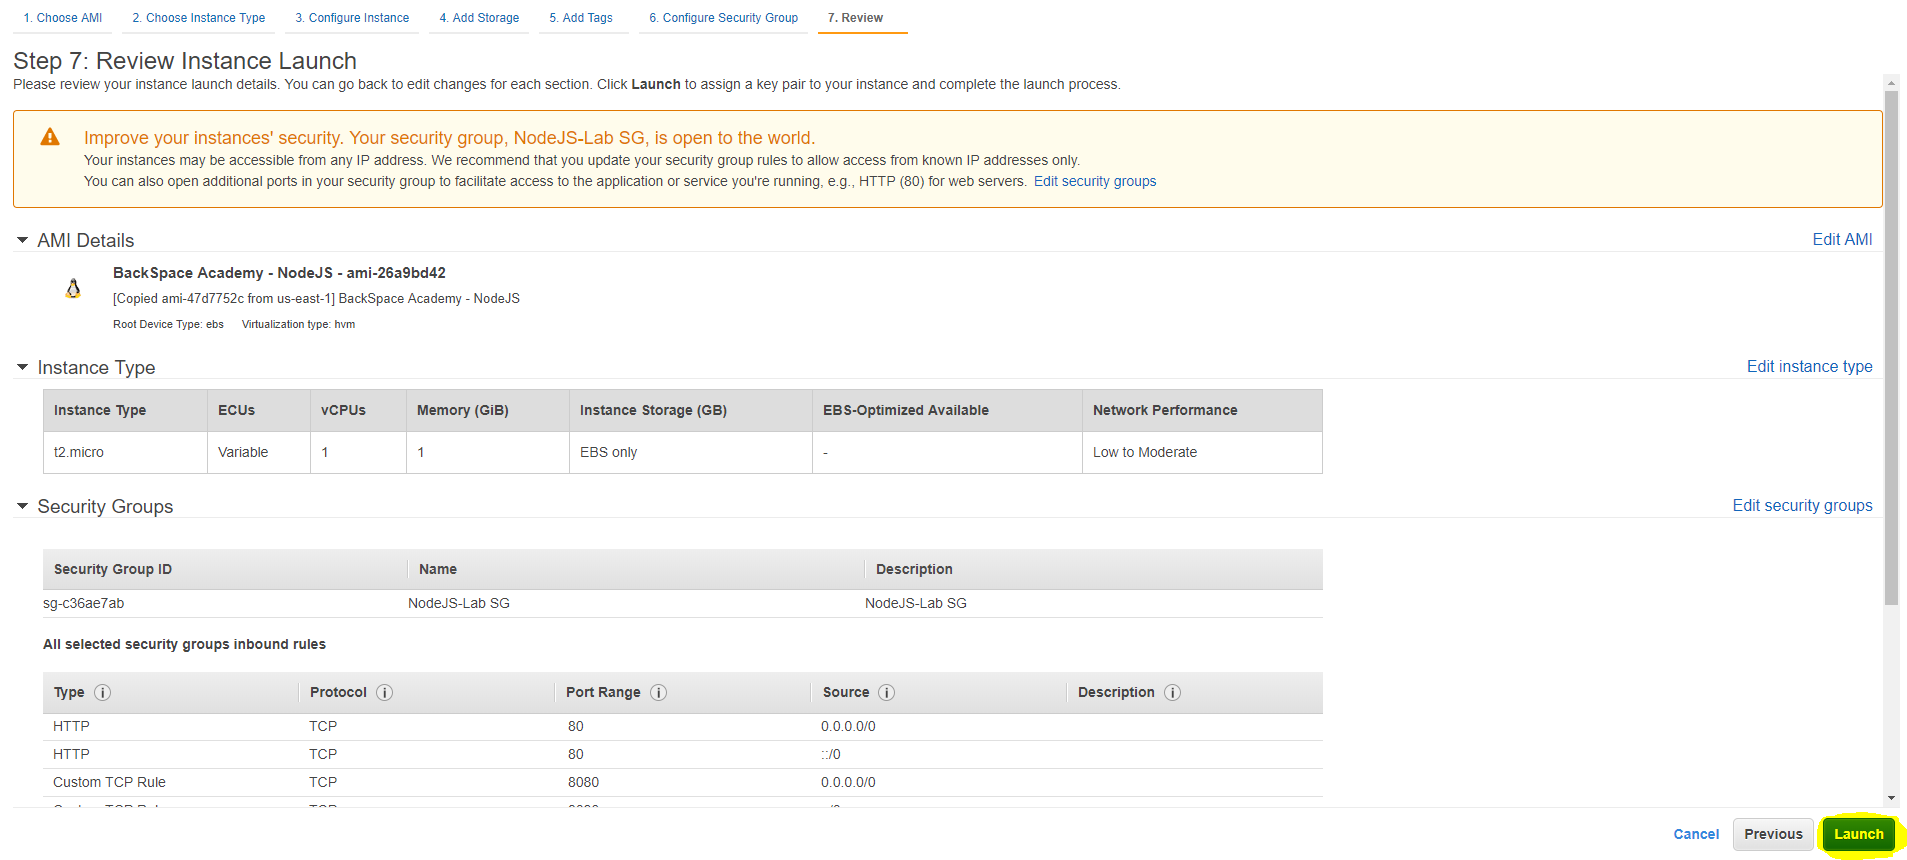 1. Choose AMI 2. Choose Instance Type 3. Configure Instance 4. Add Storage 5. Add Tags 6. Configure Security Group 7. Review
Step 7: Review Instance Launch
Please review your instance launch details. You can go back to edit changes for each section. Click Launch to assign a key pair to your instance and complete the launch process.
Improve your instances' security. Your security group, NodeJS-Lab SG, is open to the world.
Your instances may be accessible from any IP address. We recommend that you update your security group rules to allow access from known IP addresses only.
You can also open additional ports in your security group to facilitate access to the application or service you're running, e.g., HTTP (80) for web servers. Edit security groups
AMI Details Edit AMI
BackSpace Academy - NodeJS - ami-26a9bd42
[Copied ami-47d7752c from us-east-1] BackSpace Academy - NodeJS
Root Device Type: ebs Virtualization type: hvm
Instance Type Edit instance type
Instance Type ECUs vCPUs Memory (GiB) Instance Storage (GB) EBS-Optimized Available Network Performance
t2.micro Variable 1 1 EBS only - Low to Moderate
Security Groups Edit security groups
Security Group ID Name Description
sg-c36ae7ab NodeJS-Lab SG NodeJS-Lab SG
All selected security groups inbound rules
Type Protocol Port Range Source Description
HTTP TCP 80 0.0.0.0/0
HTTP TCP 80 ::/0
Custom TCP Rule TCP 8080 0.0.0.0/0
Cancel Previous Launch